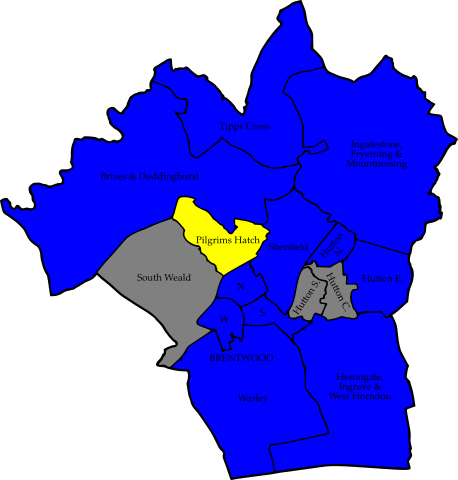 Tipps Cross
Ingatestone,
Fryerning &
Mountnessing
Brizes & Doddinghurst
Pilgrims Hatch
Shenfield
Hutton
N.
South Weald
Hutton E.
Hutton S.
Hutton C.
N
W
S
BRENTWOOD
Warley
Herongate,
Ingrave &
West Horndon